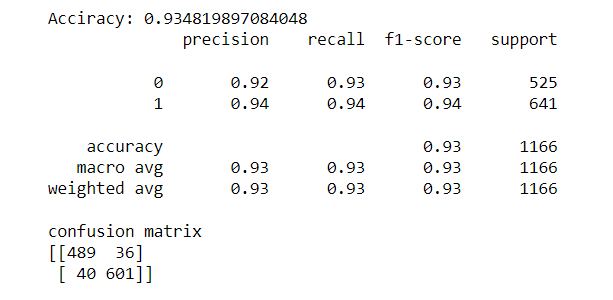 Acciracy: 0.934819897084048
precision recall f1-score support
0 0.92 0.93 0.93 525
1 0.94 0.94 0.94 641
accuracy 0.93 1166
macro avg 0.93 0.93 0.93 1166
weighted avg 0.93 0.93 0.93 1166
confusion matrix
[[489 36]
[ 40 601]]